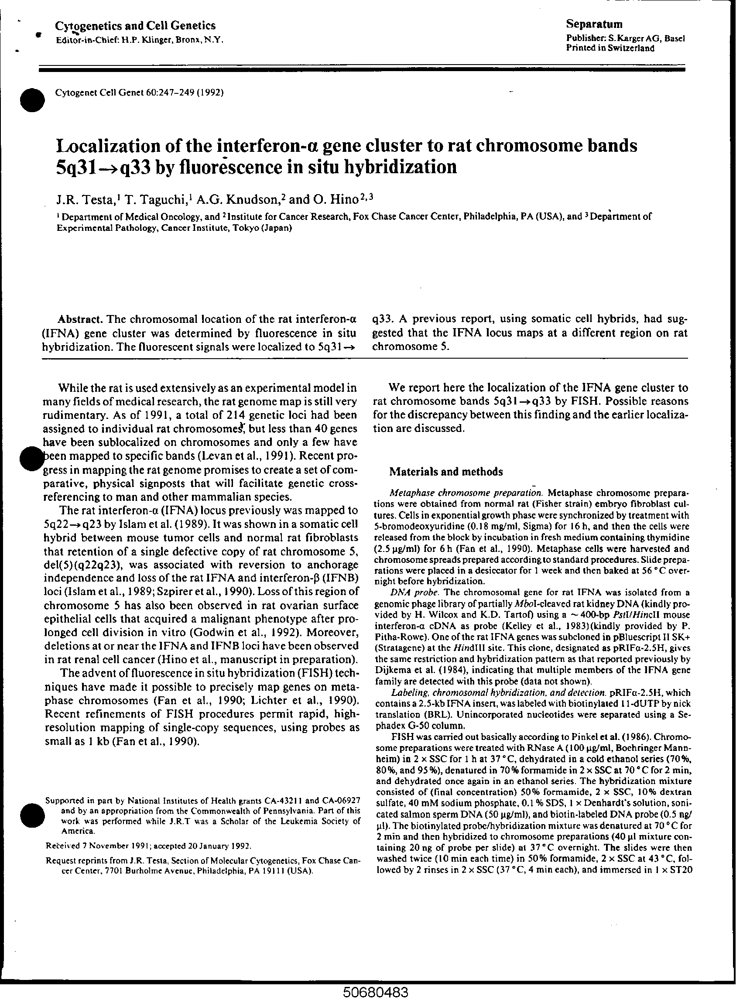 Cytogenetics and Cell Genetics
Editor-in-Chief: H.P. Klinger, Bronx, N.Y.
Separatum
Publisher: S. Karger AG, Basel
Printed in Switzerland
Cytogenet Cell Genet 60:247–249 (1992)
Localization of the interferon-α gene cluster to rat chromosome bands
5q31→q33 by fluorescence in situ hybridization
J.R. Testa,¹ T. Taguchi,¹ A.G. Knudson,² and O. Hino²,³
¹ Department of Medical Oncology, and ² Institute for Cancer Research, Fox Chase Cancer Center, Philadelphia, PA (USA), and ³ Department of
Experimental Pathology, Cancer Institute, Tokyo (Japan)
Abstract. The chromosomal location of the rat interferon-α
(IFNA) gene cluster was determined by fluorescence in situ
hybridization. The fluorescent signals were localized to 5q31→
q33. A previous report, using somatic cell hybrids, had sug-
gested that the IFNA locus maps at a different region on rat
chromosome 5.
While the rat is used extensively as an experimental model in
many fields of medical research, the rat genome map is still very
rudimentary. As of 1991, a total of 214 genetic loci had been
assigned to individual rat chromosomes, but less than 40 genes
have been sublocalized on chromosomes and only a few have
been mapped to specific bands (Levan et al., 1991). Recent pro-
gress in mapping the rat genome promises to create a set of com-
parative, physical signposts that will facilitate genetic cross-
referencing to man and other mammalian species.
The rat interferon-α (IFNA) locus previously was mapped to
5q22→q23 by Islam et al. (1989). It was shown in a somatic cell
hybrid between mouse tumor cells and normal rat fibroblasts
that retention of a single defective copy of rat chromosome 5,
del(5)(q22q23), was associated with reversion to anchorage
independence and loss of the rat IFNA and interferon-β (IFNB)
loci (Islam et al., 1989; Szpirer et al., 1990). Loss of this region of
chromosome 5 has also been observed in rat ovarian surface
epithelial cells that acquired a malignant phenotype after pro-
longed cell division in vitro (Godwin et al., 1992). Moreover,
deletions at or near the IFNA and IFNB loci have been observed
in rat renal cell cancer (Hino et al., manuscript in preparation).
The advent of fluorescence in situ hybridization (FISH) tech-
niques have made it possible to precisely map genes on meta-
phase chromosomes (Fan et al., 1990; Lichter et al., 1990).
Recent refinements of FISH procedures permit rapid, high-
resolution mapping of single-copy sequences, using probes as
small as 1 kb (Fan et al., 1990).
Supported in part by National Institutes of Health grants CA-43211 and CA-06927
and by an appropriation from the Commonwealth of Pennsylvania. Part of this
work was performed while J.R.T was a Scholar of the Leukemia Society of
America.
Received 7 November 1991; accepted 20 January 1992.
Request reprints from J.R. Testa, Section of Molecular Cytogenetics, Fox Chase Can-
cer Center, 7701 Burholme Avenue, Philadelphia, PA 19111 (USA).
We report here the localization of the IFNA gene cluster to
rat chromosome bands 5q31→q33 by FISH. Possible reasons
for the discrepancy between this finding and the earlier localiza-
tion are discussed.
Materials and methods
Metaphase chromosome preparation. Metaphase chromosome prepara-
tions were obtained from normal rat (Fisher strain) embryo fibroblast cul-
tures. Cells in exponential growth phase were synchronized by treatment with
5-bromodeoxyuridine (0.18 mg/ml, Sigma) for 16 h, and then the cells were
released from the block by incubation in fresh medium containing thymidine
(2.5 µg/ml) for 6 h (Fan et al., 1990). Metaphase cells were harvested and
chromosome spreads prepared according to standard procedures. Slide prepa-
rations were placed in a desiccator for 1 week and then baked at 56 °C over-
night before hybridization.
DNA probe. The chromosomal gene for rat IFNA was isolated from a
genomic phage library of partially MboI-cleaved rat kidney DNA (kindly pro-
vided by H. Wilcox and K.D. Tartof) using a ~ 400-bp PstI/HincII mouse
interferon-α cDNA as probe (Kelley et al., 1983)(kindly provided by P.
Pitha-Rowe). One of the rat IFNA genes was subcloned in pBluescript II SK+
(Stratagene) at the HindIII site. This clone, designated as pRIFα-2.5H, gives
the same restriction and hybridization pattern as that reported previously by
Dijkema et al. (1984), indicating that multiple members of the IFNA gene
family are detected with this probe (data not shown).
Labeling, chromosomal hybridization, and detection. pRIFα-2.5H, which
contains a 2.5-kb IFNA insert, was labeled with biotinylated 11-dUTP by nick
translation (BRL). Unincorporated nucleotides were separated using a Se-
phadex G-50 column.
FISH was carried out basically according to Pinkel et al. (1986). Chromo-
some preparations were treated with RNase A (100 µg/ml, Boehringer Mann-
heim) in 2 × SSC for 1 h at 37 °C, dehydrated in a cold ethanol series (70%,
80%, and 95%), denatured in 70% formamide in 2 × SSC at 70 °C for 2 min,
and dehydrated once again in an ethanol series. The hybridization mixture
consisted of (final concentration) 50% formamide, 2 × SSC, 10% dextran
sulfate, 40 mM sodium phosphate, 0.1% SDS, 1 × Denhardt's solution, soni-
cated salmon sperm DNA (50 µg/ml), and biotin-labeled DNA probe (0.5 ng/
µl). The biotinylated probe/hybridization mixture was denatured at 70 °C for
2 min and then hybridized to chromosome preparations (40 µl mixture con-
taining 20 ng of probe per slide) at 37 °C overnight. The slides were then
washed twice (10 min each time) in 50% formamide, 2 × SSC at 43 °C, fol-
lowed by 2 rinses in 2 × SSC (37 °C, 4 min each), and immersed in 1 × ST20
50680483